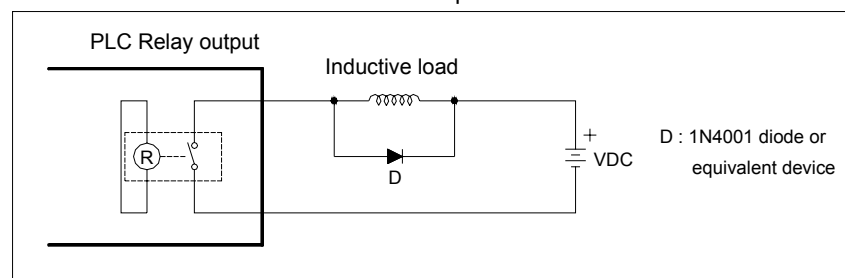 PLC Relay output
Inductive load
R
D
+
VDC
D : 1N4001 diode or
equivalent device